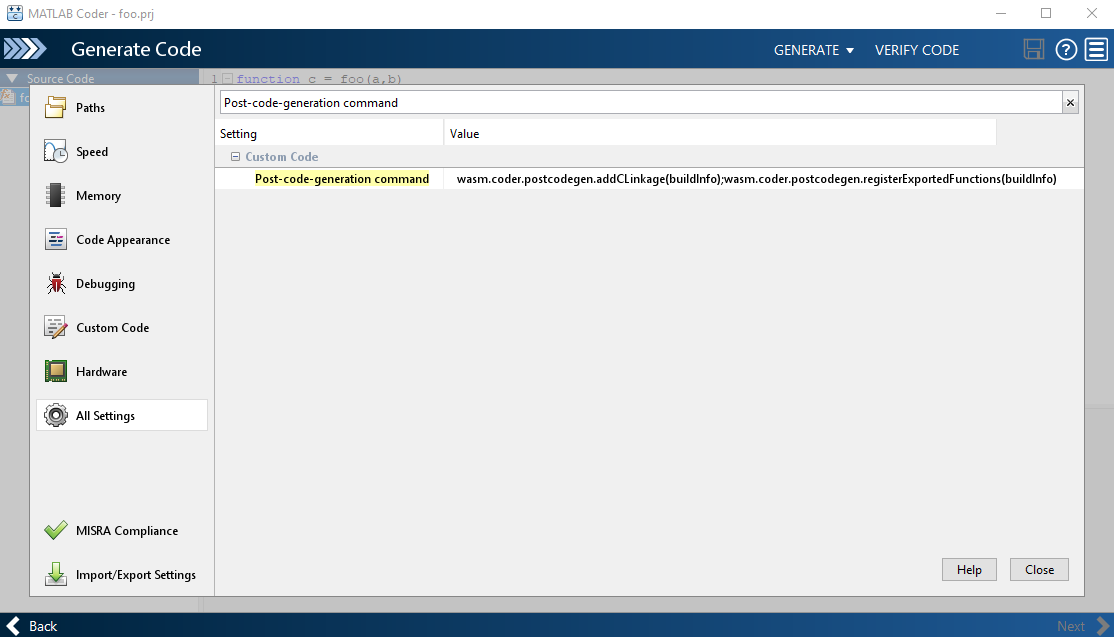 MATLAB Coder - foo.prj
Generate Code
GENERATE
VERIFY CODE
Source Code
1 function c = foo(a,b)
Paths
Speed
Memory
Code Appearance
Debugging
Custom Code
Hardware
All Settings
MISRA Compliance
Import/Export Settings
Post-code-generation command
Setting Value
Custom Code
Post-code-generation command wasm.coder.postcodegen.addCLinkage(buildInfo);wasm.coder.postcodegen.registerExportedFunctions(buildInfo)
Help Close
Back Next